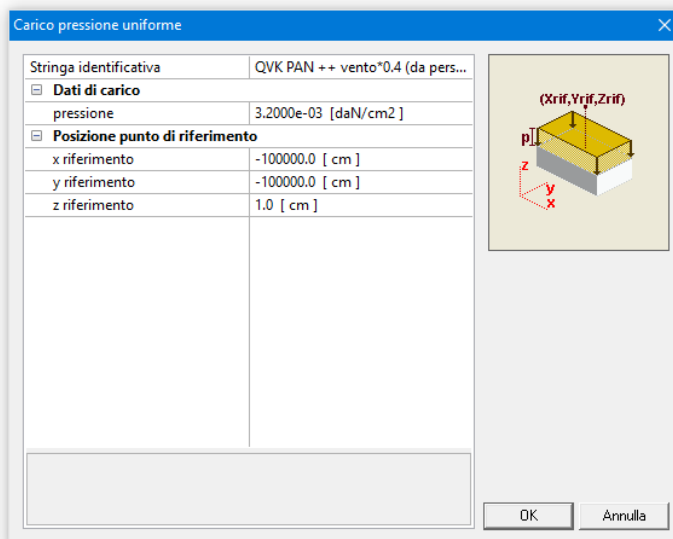 Carico pressione uniforme
Stringa identificativa QVK PAN ++ vento*0.4 (da pers...
Dati di carico
pressione 3.2000e-03 [daN/cm2 ]
Posizione punto di riferimento
x riferimento -100000.0 [ cm ]
y riferimento -100000.0 [ cm ]
z riferimento 1.0 [ cm ]
(Xrif,Yrif,Zrif)
p
z
y
x
OK Annulla